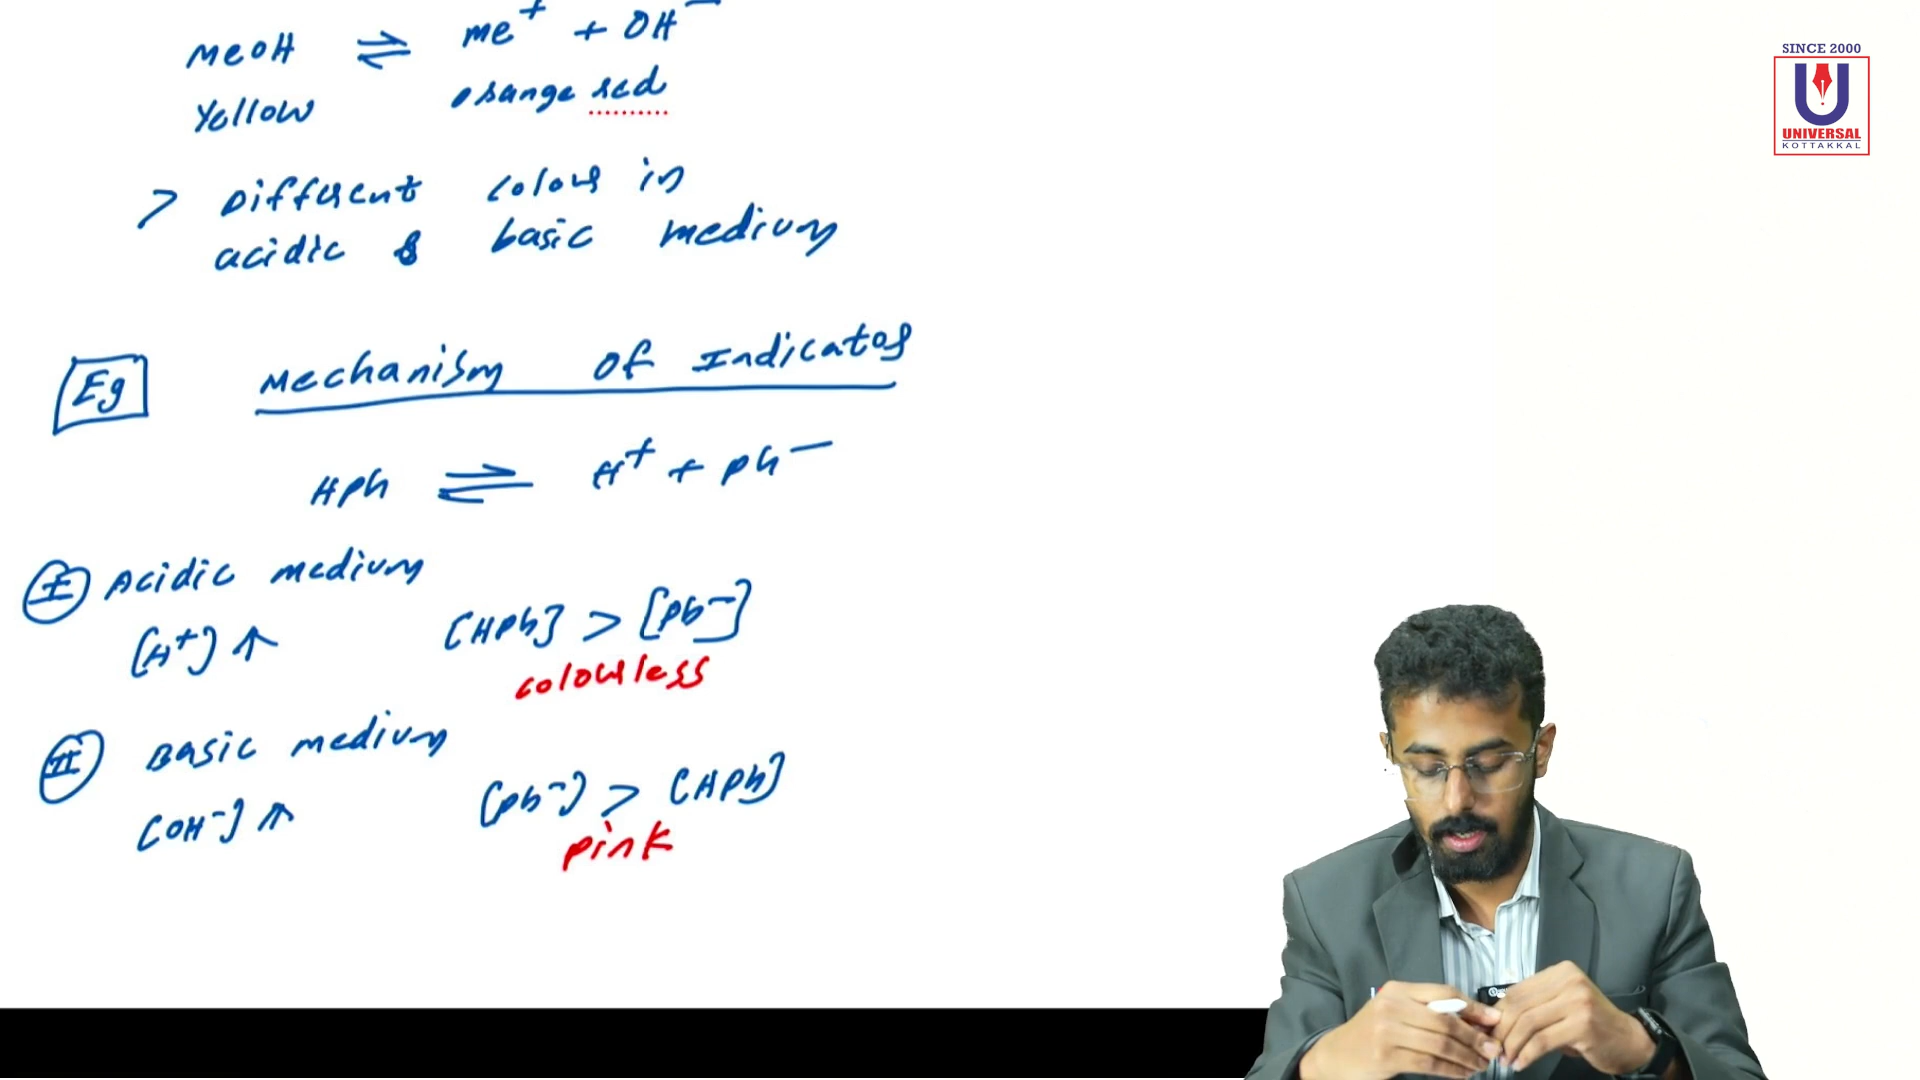 MeOH ⇌ Me⁺ + OH⁻
Yellow orange red
> Different colour in
acidic & basic medium
Eg Mechanism of Indicator
HPh ⇌ H⁺ + Ph⁻
I Acidic medium
[H⁺] ↑ [HPh] > [Ph⁻]
colourless
II Basic medium
[OH⁻] ↑ [Ph⁻] > [HPh]
pink
SINCE 2000
U
UNIVERSAL
KOTTAKKAL